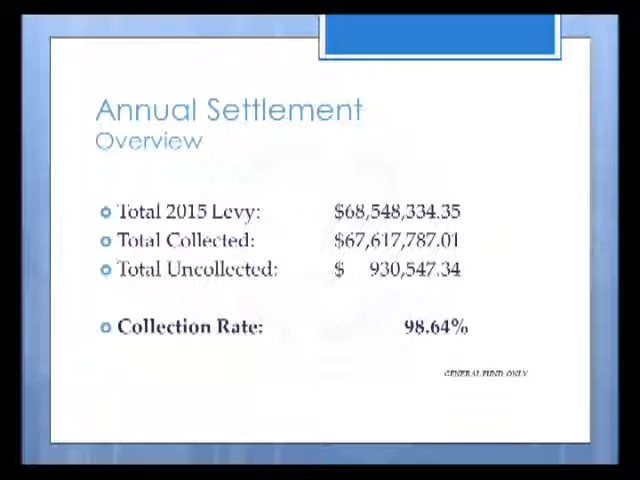 Annual Settlement
Overview
Total 2015 Levy: $68,548,334.35
Total Collected: $67,617,787.01
Total Uncollected: $ 930,547.34
Collection Rate: 98.64%
GENERAL FUND ONLY